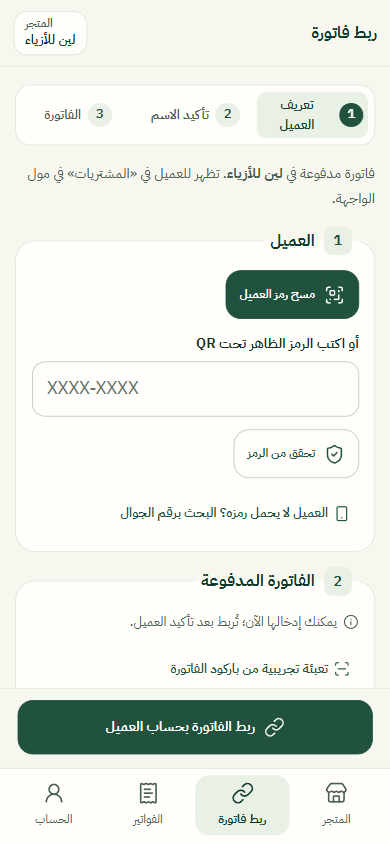 ربط فاتورة
المتجر
لين للأزياء
1 تعريف العميل
2 تأكيد الاسم
3 الفاتورة
فاتورة مدفوعة في لين للأزياء. تظهر للعميل في «المشتريات» في مول
الواجهة.
1 العميل
مسح رمز العميل
أو اكتب الرمز الظاهر تحت QR
XXXX-XXXX
تحقق من الرمز
العميل لا يحمل رمزه؟ البحث برقم الجوال
2 الفاتورة المدفوعة
يمكنك إدخالها الآن؛ تُربط بعد تأكيد العميل.
تعبئة تجريبية من باركود الفاتورة
ربط الفاتورة بحساب العميل
المتجر
ربط فاتورة
الفواتير
الحساب